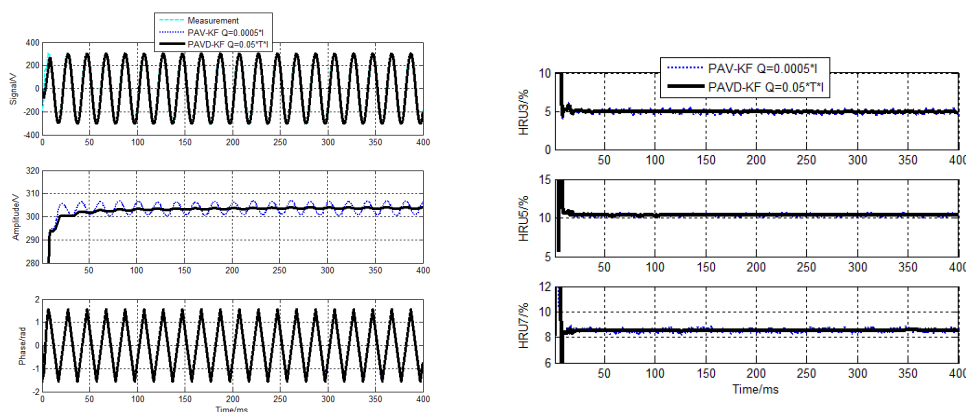 Measurement
PAV-KF Q=0.0005*I
PAVD-KF Q=0.05*T*I
400
200
0
-200
-400
Signal/V
0 50 100 150 200 250 300 350 400
320
310
300
290
280
Amplitude/V
50 100 150 200 250 300 350 400
2
1
0
-1
-2
Phase/rad
0 50 100 150 200 250 300 350 400
Time/ms
PAV-KF Q=0.0005*I
PAVD-KF Q=0.05*T*I
10
5
0
HRU3/%
50 100 150 200 250 300 350 400
15
10
5
HRU5/%
50 100 150 200 250 300 350 400
12
10
8
6
HRU7/%
50 100 150 200 250 300 350 400
Time/ms